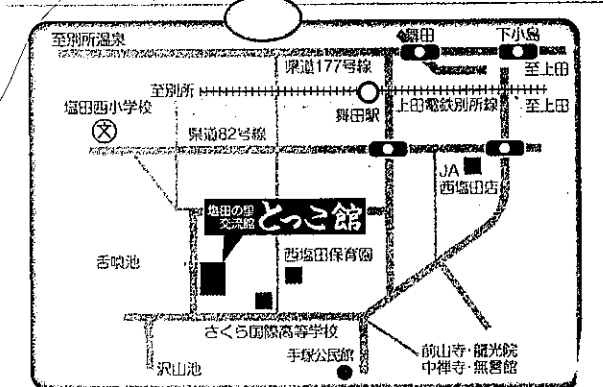 至別所温泉
舞田
下小島
県道177号線
至上田
至別所
舞田駅
上田電鉄別所線
至上田
塩田西小学校
文
県道82号線
JA
西塩田店
塩田の里
交流館
とっこ館
舌喰池
西塩田保育園
さくら国際高等学校
手塚公民館
前山寺・龍光院
中禅寺・無言館
沢山池